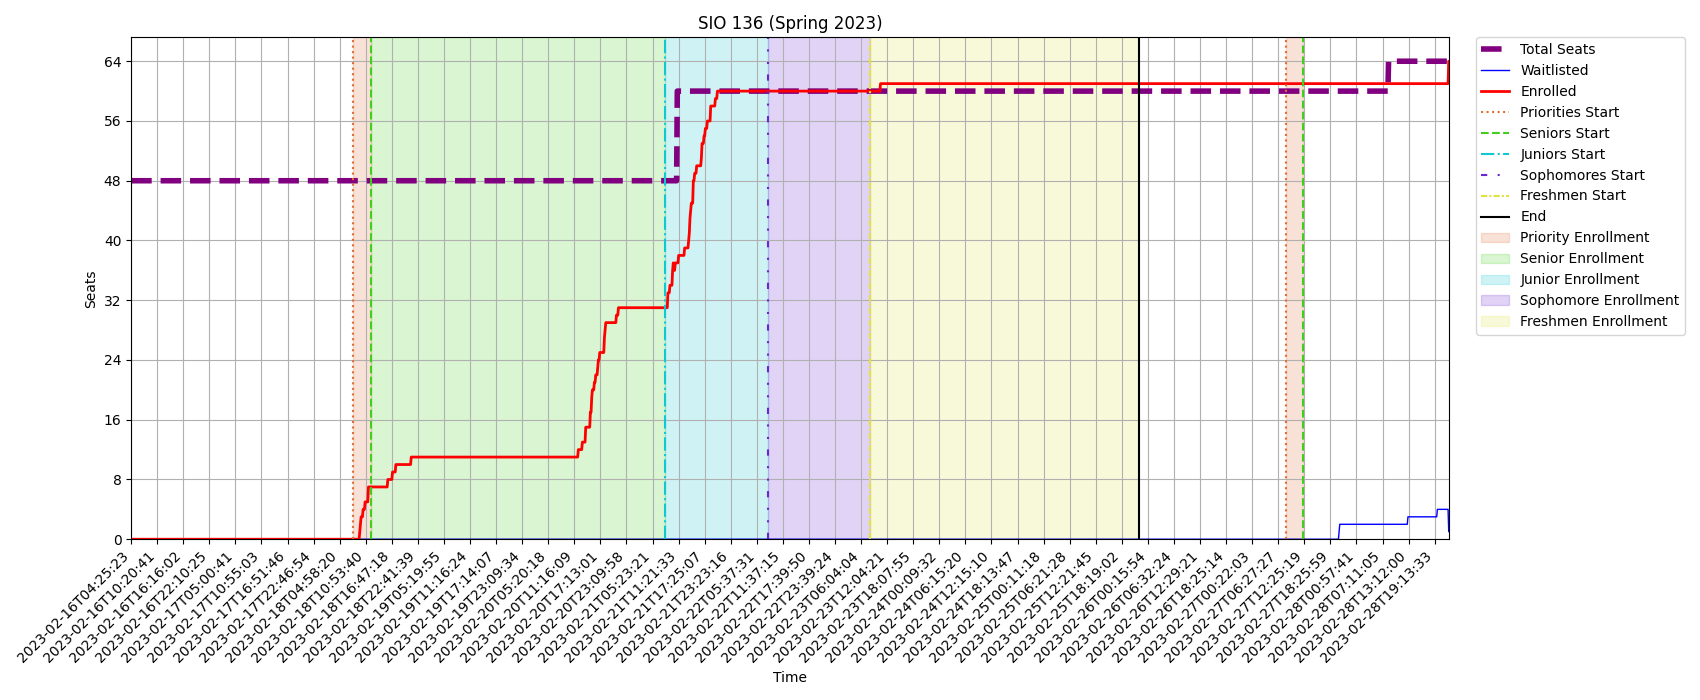 SIO 136 (Spring 2023)
Seats
64
56
48
40
32
24
16
8
0
2023-02-16T04:25:23
2023-02-16T10:20:41
2023-02-16T16:16:02
2023-02-16T22:10:25
2023-02-17T05:00:41
2023-02-17T10:55:03
2023-02-17T16:51:46
2023-02-17T22:46:54
2023-02-18T04:58:20
2023-02-18T10:53:40
2023-02-18T16:47:18
2023-02-18T22:41:39
2023-02-19T05:19:55
2023-02-19T11:16:24
2023-02-19T17:14:07
2023-02-19T23:09:34
2023-02-20T05:20:18
2023-02-20T11:16:09
2023-02-20T17:13:01
2023-02-20T23:09:58
2023-02-21T05:23:21
2023-02-21T11:21:33
2023-02-21T17:25:07
2023-02-21T23:23:16
2023-02-22T05:37:31
2023-02-22T11:37:15
2023-02-22T17:39:50
2023-02-22T23:39:24
2023-02-23T06:04:04
2023-02-23T12:04:21
2023-02-23T18:07:55
2023-02-24T00:09:32
2023-02-24T06:15:20
2023-02-24T12:15:10
2023-02-24T18:13:47
2023-02-25T00:11:18
2023-02-25T06:21:28
2023-02-25T12:21:45
2023-02-25T18:19:02
2023-02-26T00:15:54
2023-02-26T06:32:24
2023-02-26T12:29:21
2023-02-26T18:25:14
2023-02-27T00:22:03
2023-02-27T06:27:27
2023-02-27T12:25:19
2023-02-27T18:25:59
2023-02-28T00:57:41
2023-02-28T07:11:05
2023-02-28T13:12:00
2023-02-28T19:13:33
Time
Total Seats
Waitlisted
Enrolled
Priorities Start
Seniors Start
Juniors Start
Sophomores Start
Freshmen Start
End
Priority Enrollment
Senior Enrollment
Junior Enrollment
Sophomore Enrollment
Freshmen Enrollment